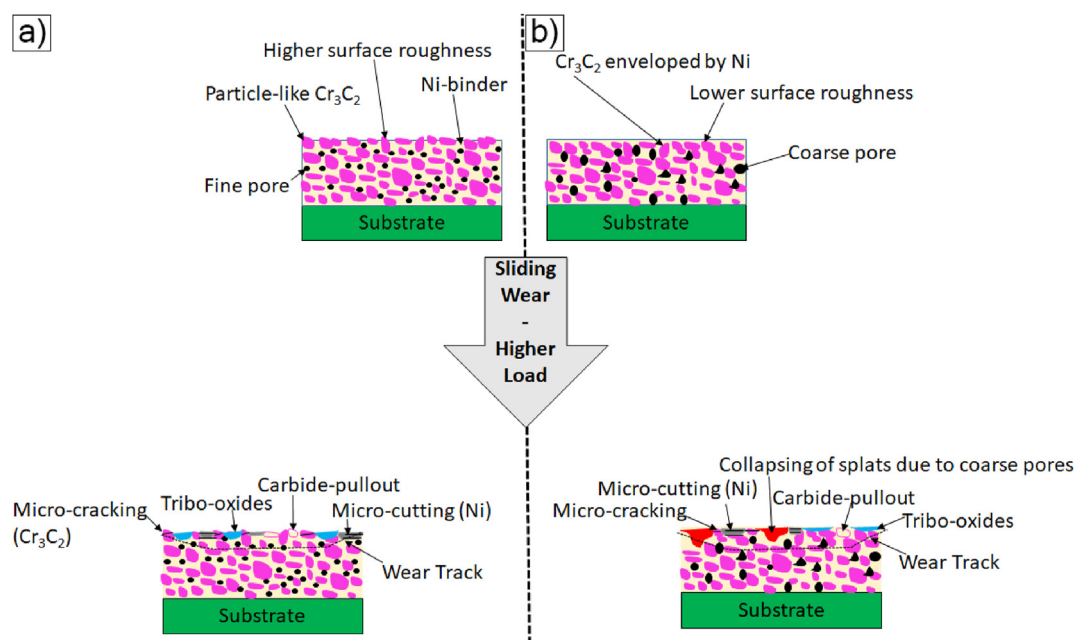 a)
Higher surface roughness
Particle-like Cr₃C₂
Ni-binder
Fine pore
Substrate
b)
Cr₃C₂ enveloped by Ni
Lower surface roughness
Coarse pore
Substrate
Sliding
Wear
-
Higher
Load
Micro-cracking
(Cr₃C₂)
Tribo-oxides
Carbide-pullout
Micro-cutting (Ni)
Wear Track
Substrate
Collapsing of splats due to coarse pores
Micro-cutting (Ni)
Micro-cracking
Carbide-pullout
Tribo-oxides
Wear Track
Substrate